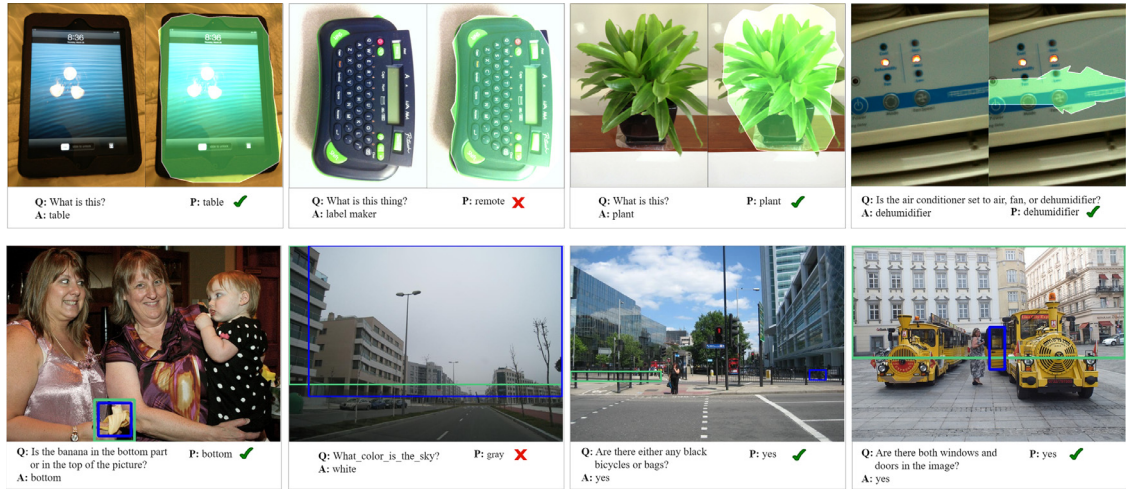 8:36
8:36
Q: What is this?
A: table
P: table
Q: What is this thing?
A: label maker
P: remote
Q: What is this?
A: plant
P: plant
Q: Is the air conditioner set to air, fan, or dehumidifier?
A: dehumidifier
P: dehumidifier
Q: Is the banana in the bottom part
or in the top of the picture?
A: bottom
P: bottom
Q: What_color_is_the_sky?
A: white
P: gray
Q: Are there either any black
bicycles or bags?
A: yes
P: yes
Q: Are there both windows and
doors in the image?
A: yes
P: yes